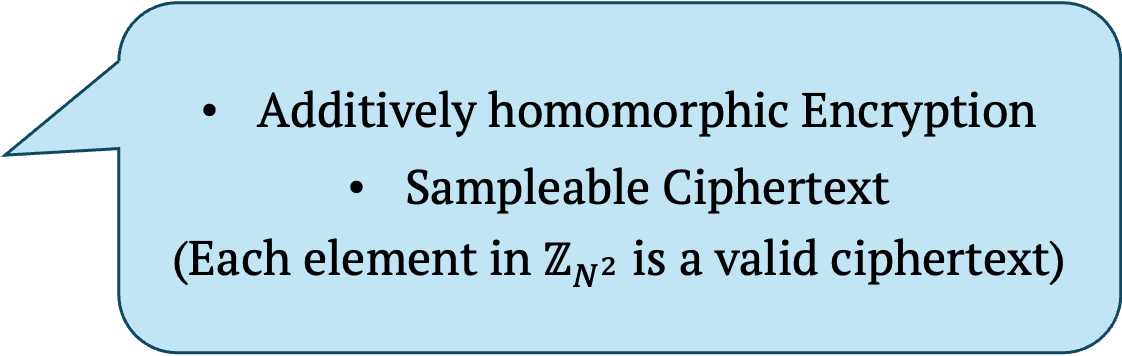 • Additively homomorphic Encryption
• Sampleable Ciphertext
(Each element in ℤ_{N²} is a valid ciphertext)